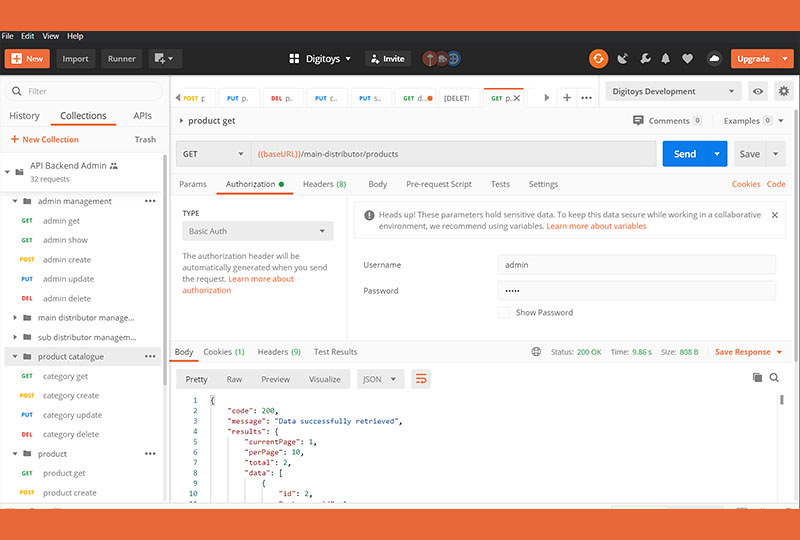 File Edit View Help
New Import Runner Digitoys Invite Upgrade
Filter
History Collections APIs
New Collection Trash
API Backend Admin
32 requests
admin management
GET admin get
GET admin show
POST admin create
PUT admin update
DEL admin delete
main distributor manage...
sub distributor managem...
product catalogue
GET category get
POST category create
PUT category update
DEL category delete
product
GET product get
POST product create
POST p PUT p.. DEL p.. PUT c.. PUT s.. GET d.. [DELETI GET p..
Digitoys Development
product get
Comments 0 Examples 0
GET {{baseURL}}/main-distributor/products Send Save
Params Authorization Headers (8) Body Pre-request Script Tests Settings Cookies Code
TYPE
Basic Auth
The authorization header will be
automatically generated when you send
the request. Learn more about
authorization
Heads up! These parameters hold sensitive data. To keep this data secure while working in a collaborative
environment, we recommend using variables. Learn more about variables
Username admin
Password •••••
Show Password
Body Cookies (1) Headers (9) Test Results Status: 200 OK Time: 9.86 s Size: 808 B Save Response
Pretty Raw Preview Visualize JSON
1 {
2 "code": 200,
3 "message": "Data successfully retrieved",
4 "results": {
5 "currentPage": 1,
6 "perPage": 10,
7 "total": 2,
8 "data": [
9 {
10 "id": 2,